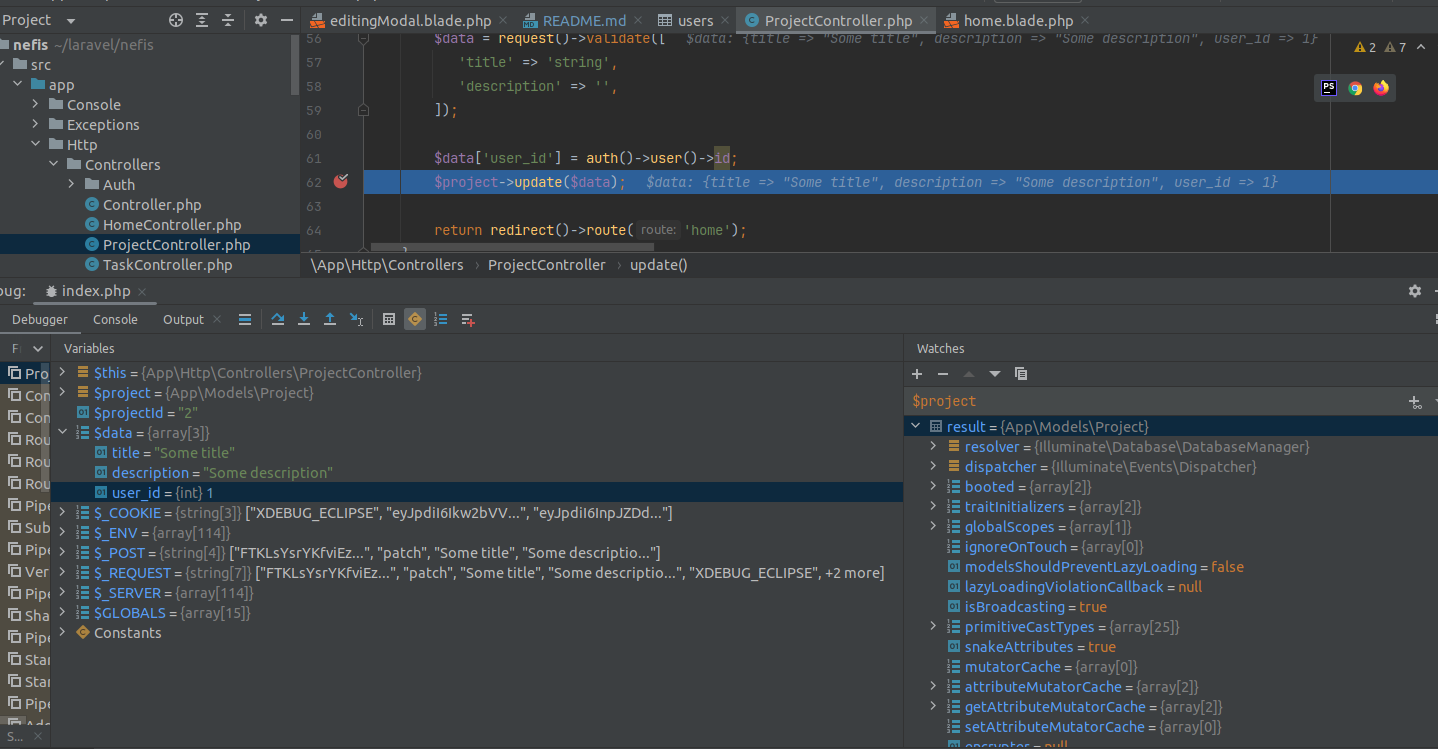 Project
editingModal.blade.php
README.md
users
ProjectController.php
home.blade.php
nefis ~/laravel/nefis
src
app
Console
Exceptions
Http
Controllers
Auth
Controller.php
HomeController.php
ProjectController.php
TaskController.php
56 $data = request()->validate([ $data: {title => "Some title", description => "Some description", user_id => 1}
57 'title' => 'string',
58 'description' => '',
59 ]);
60
61 $data['user_id'] = auth()->user()->id;
62 $project->update($data); $data: {title => "Some title", description => "Some description", user_id => 1}
63
64 return redirect()->route( route: 'home');
2 7
PS
\App\Http\Controllers › ProjectController › update()
bug: index.php
Debugger Console Output
Variables
Watches
Proj
Con
Con
Rou
Rou
Rou
Pipe
Sub
Pipe
Ver
Pipe
Sha
Pipe
Star
Star
Pipe
S...
$this = {App\Http\Controllers\ProjectController}
$project = {App\Models\Project}
$projectId = "2"
$data = {array[3]}
title = "Some title"
description = "Some description"
user_id = {int} 1
$_COOKIE = {string[3]} ["XDEBUG_ECLIPSE", "eyJpdiI6Ikw2bVV...", "eyJpdiI6InpJZDd..."]
$_ENV = {array[114]}
$_POST = {string[4]} ["FTKLsYsrYKfviEz...", "patch", "Some title", "Some descriptio..."]
$_REQUEST = {string[7]} ["FTKLsYsrYKfviEz...", "patch", "Some title", "Some descriptio...", "XDEBUG_ECLIPSE", +2 more]
$_SERVER = {array[114]}
$GLOBALS = {array[15]}
Constants
$project
result = {App\Models\Project}
resolver = {Illuminate\Database\DatabaseManager}
dispatcher = {Illuminate\Events\Dispatcher}
booted = {array[2]}
traitInitializers = {array[2]}
globalScopes = {array[1]}
ignoreOnTouch = {array[0]}
modelsShouldPreventLazyLoading = false
lazyLoadingViolationCallback = null
isBroadcasting = true
primitiveCastTypes = {array[25]}
snakeAttributes = true
mutatorCache = {array[0]}
attributeMutatorCache = {array[2]}
getAttributeMutatorCache = {array[2]}
setAttributeMutatorCache = {array[0]}
encrypter = null